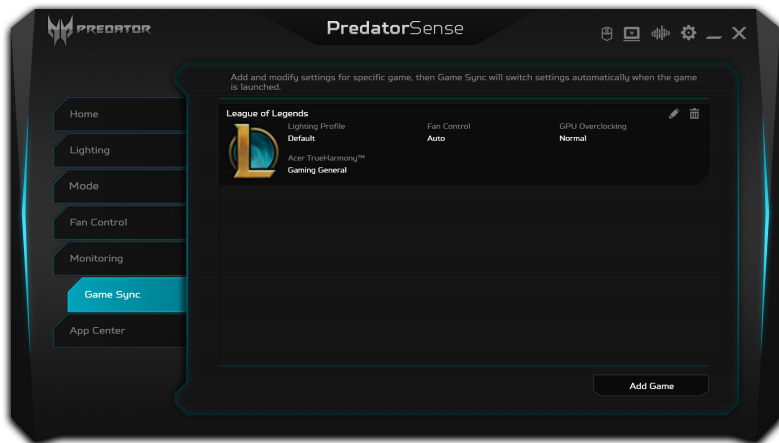 PREDATOR
PredatorSense
Add and modify settings for specific game, then Game Sync will switch settings automatically when the game
is launched.
Home
Lighting
Mode
Fan Control
Monitoring
Game Sync
App Center
League of Legends
Lighting Profile
Default
Fan Control
Auto
GPU Overclocking
Normal
Acer TrueHarmony™
Gaming General
Add Game